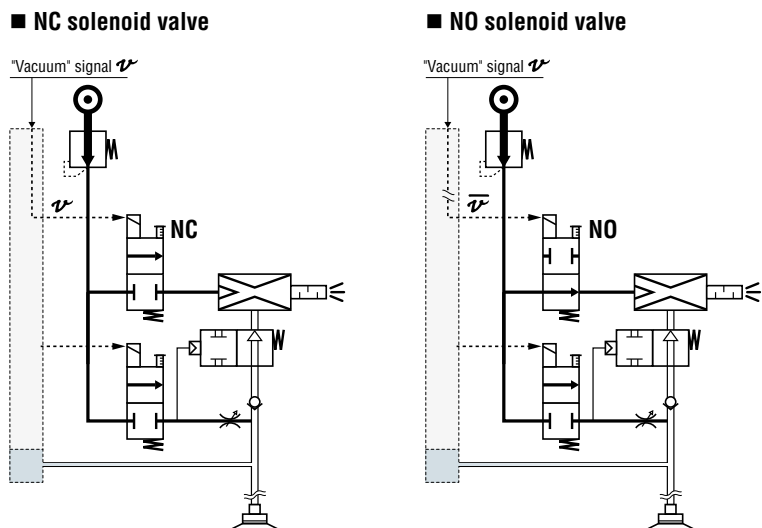 ■ NC solenoid valve
"Vacuum" signal v
v
NC
■ NO solenoid valve
"Vacuum" signal v
v̅
NO